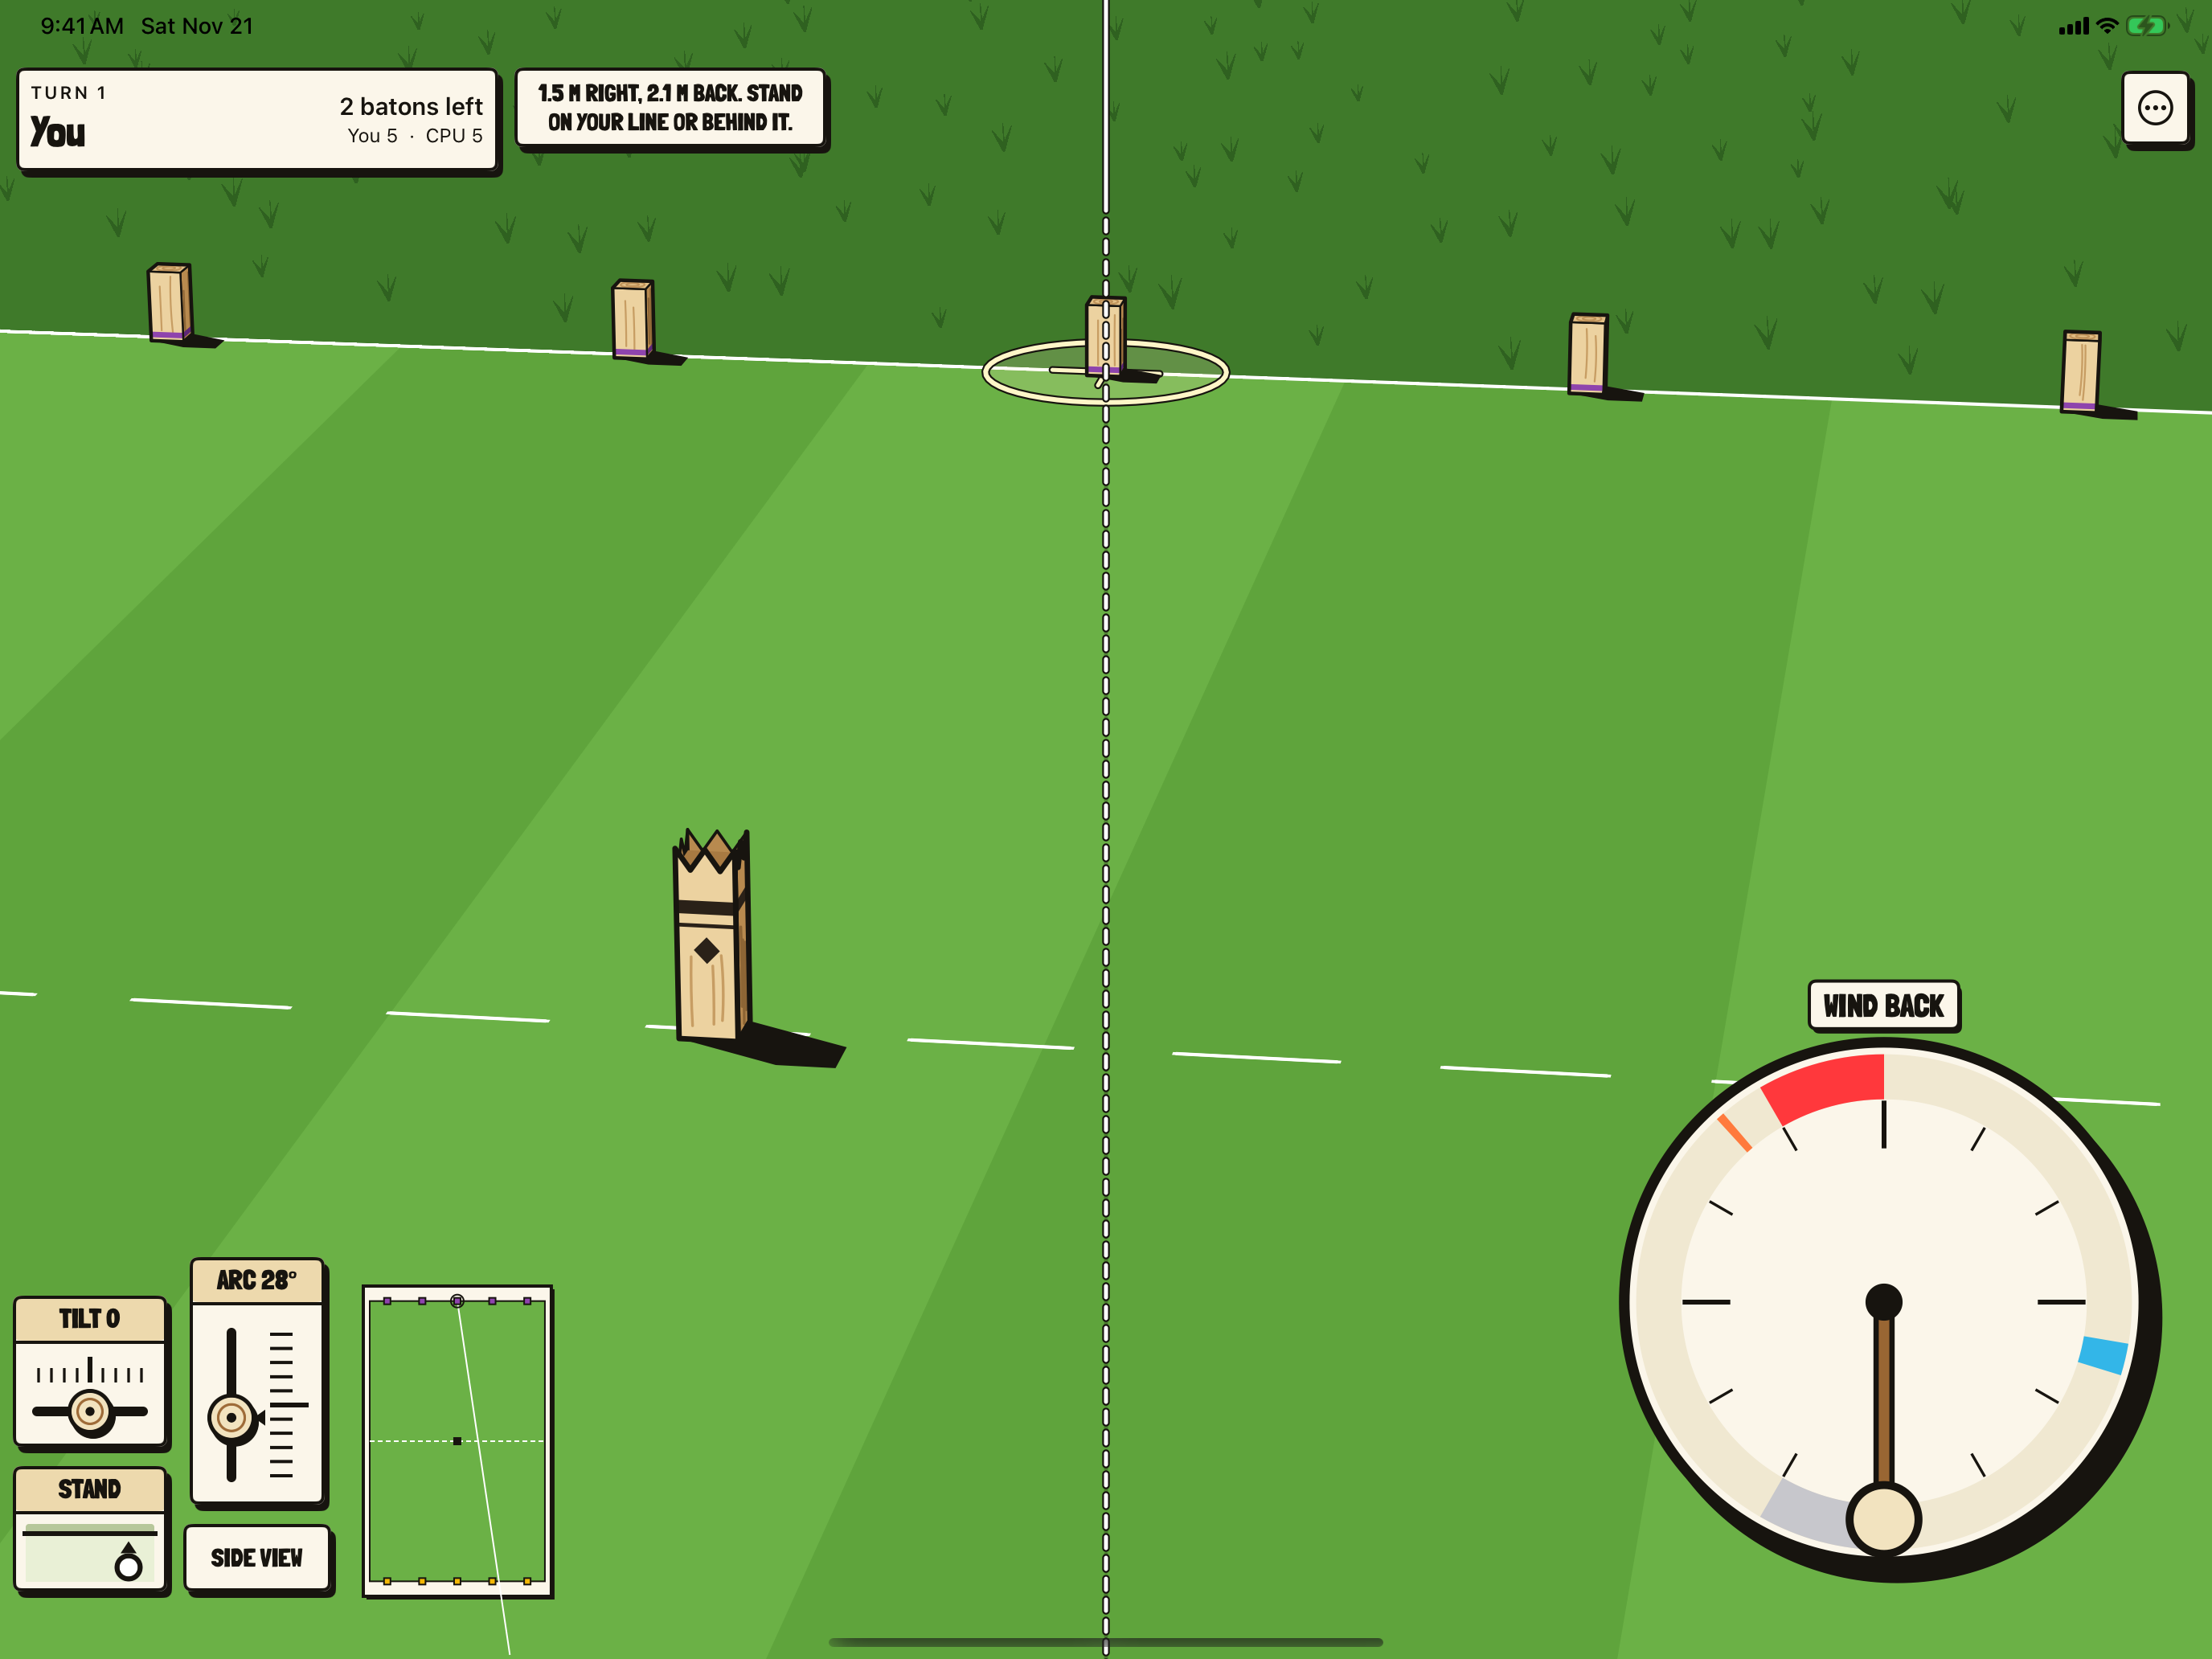 9:41 AM Sat Nov 21
TURN 1
You
2 batons left
You 5 · CPU 5
1.5 M RIGHT, 2.1 M BACK. STAND
ON YOUR LINE OR BEHIND IT.
WIND BACK
ARC 28°
TILT 0
STAND
SIDE VIEW